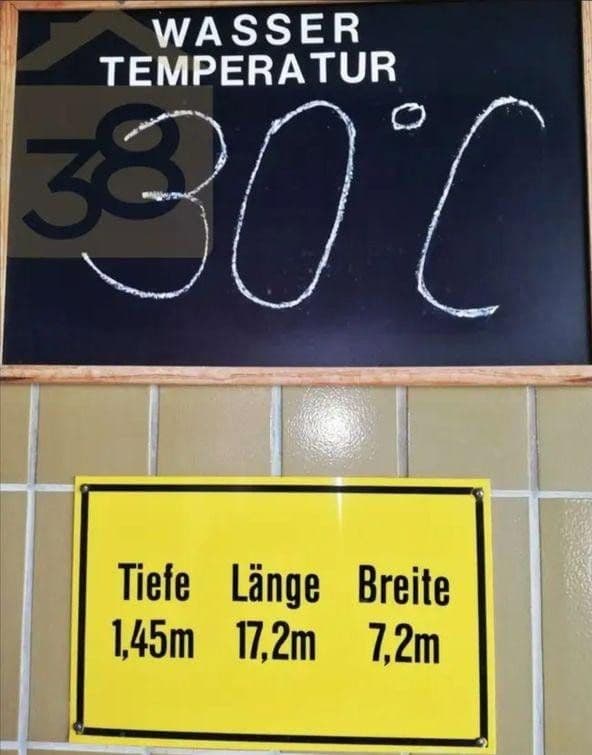 WASSER
TEMPERATUR
30°C
38
Tiefe Länge Breite
1,45m 17,2m 7,2m